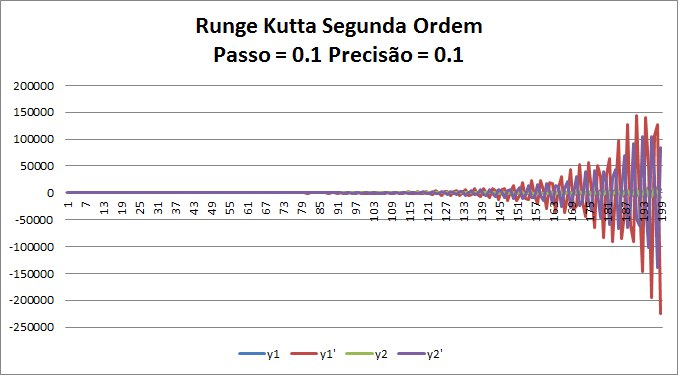 Runge Kutta Segunda Ordem
Passo = 0.1 Precisão = 0.1
200000
150000
100000
50000
0
-50000
-100000
-150000
-200000
-250000
1 7 13 19 25 31 37 43 49 55 61 67 73 79 85 91 97 103 109 115 121 127 133 139 145 151 157 163 169 175 181 187 193 199
y1 y1' y2 y2'